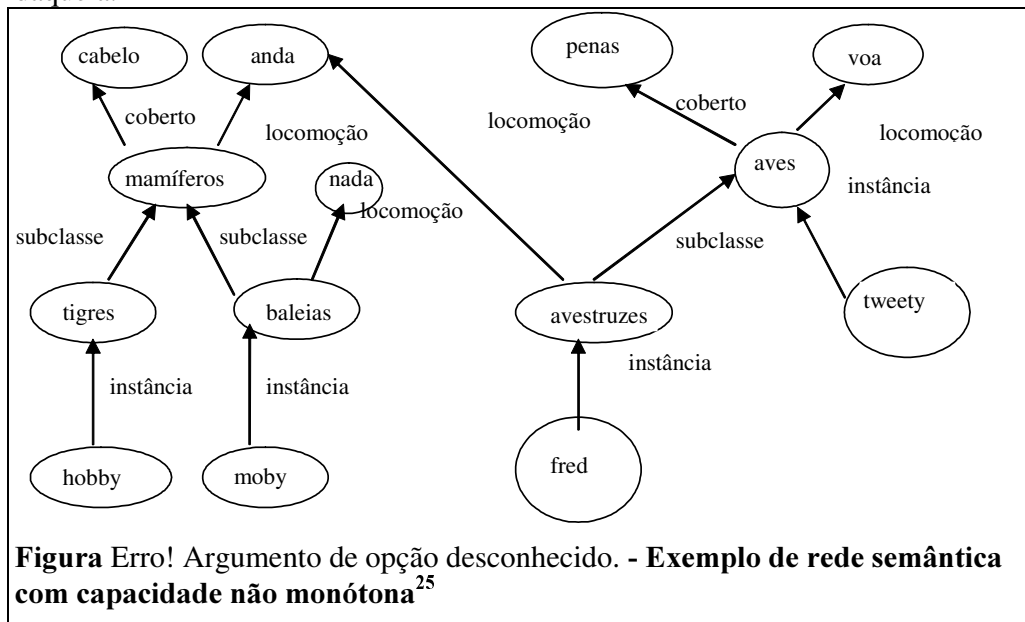 cabelo
anda
penas
voa
coberto
locomoção
locomoção
coberto
locomoção
mamíferos
nada
locomoção
aves
instância
subclasse
subclasse
subclasse
tigres
baleias
avestruzes
tweety
instância
instância
instância
hobby
moby
fred
Figura Erro! Argumento de opção desconhecido. - Exemplo de rede semântica
com capacidade não monótona25